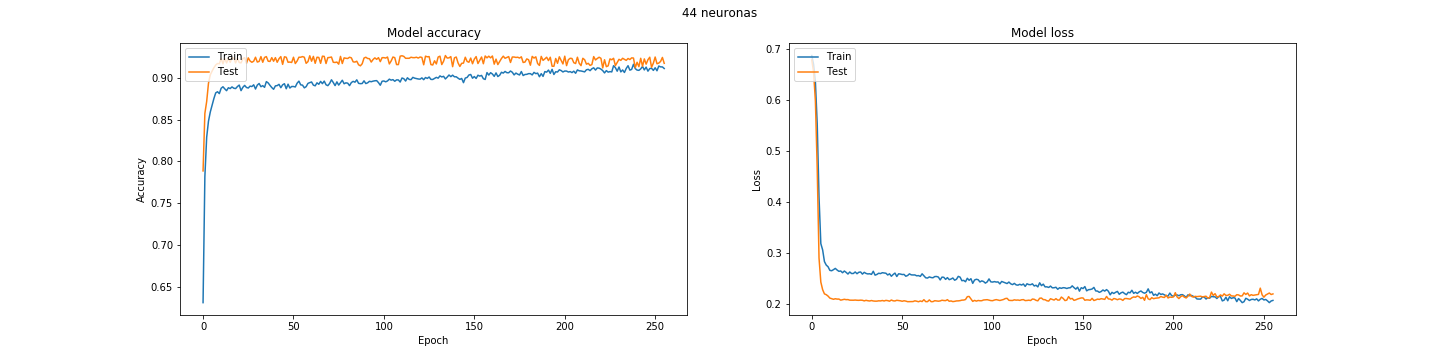 44 neuronas
Model accuracy
Train
Test
0.90
0.85
0.80
0.75
0.70
0.65
Accuracy
0 50 100 150 200 250
Epoch
Model loss
Train
Test
0.7
0.6
0.5
0.4
0.3
0.2
Loss
0 50 100 150 200 250
Epoch